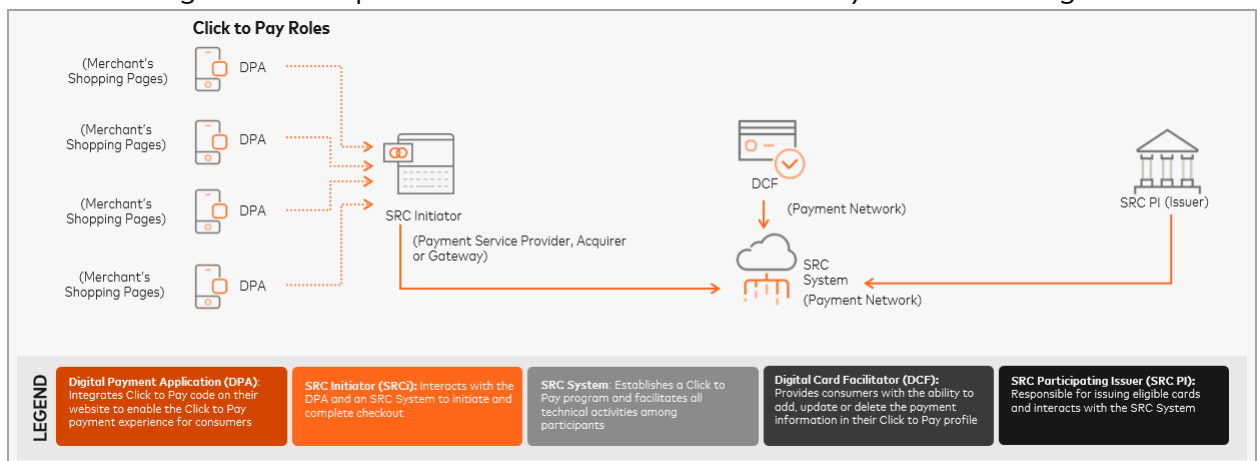 Click to Pay Roles
(Merchant's
Shopping Pages)
DPA
(Merchant's
Shopping Pages)
DPA
(Merchant's
Shopping Pages)
DPA
(Merchant's
Shopping Pages)
DPA
SRC Initiator
(Payment Service Provider, Acquirer
or Gateway)
DCF
(Payment Network)
SRC
System
(Payment Network)
SRC PI (Issuer)
LEGEND
Digital Payment Application (DPA):
Integrates Click to Pay code on their
website to enable the Click to Pay
payment experience for consumers
SRC Initiator (SRCi): Interacts with the
DPA and an SRC System to initiate and
complete checkout
SRC System: Establishes a Click to
Pay program and facilitates all
technical activities among
participants
Digital Card Facilitator (DCF):
Provides consumers with the ability to
add, update or delete the payment
information in their Click to Pay profile
SRC Participating Issuer (SRC PI):
Responsible for issuing eligible cards
and interacts with the SRC System